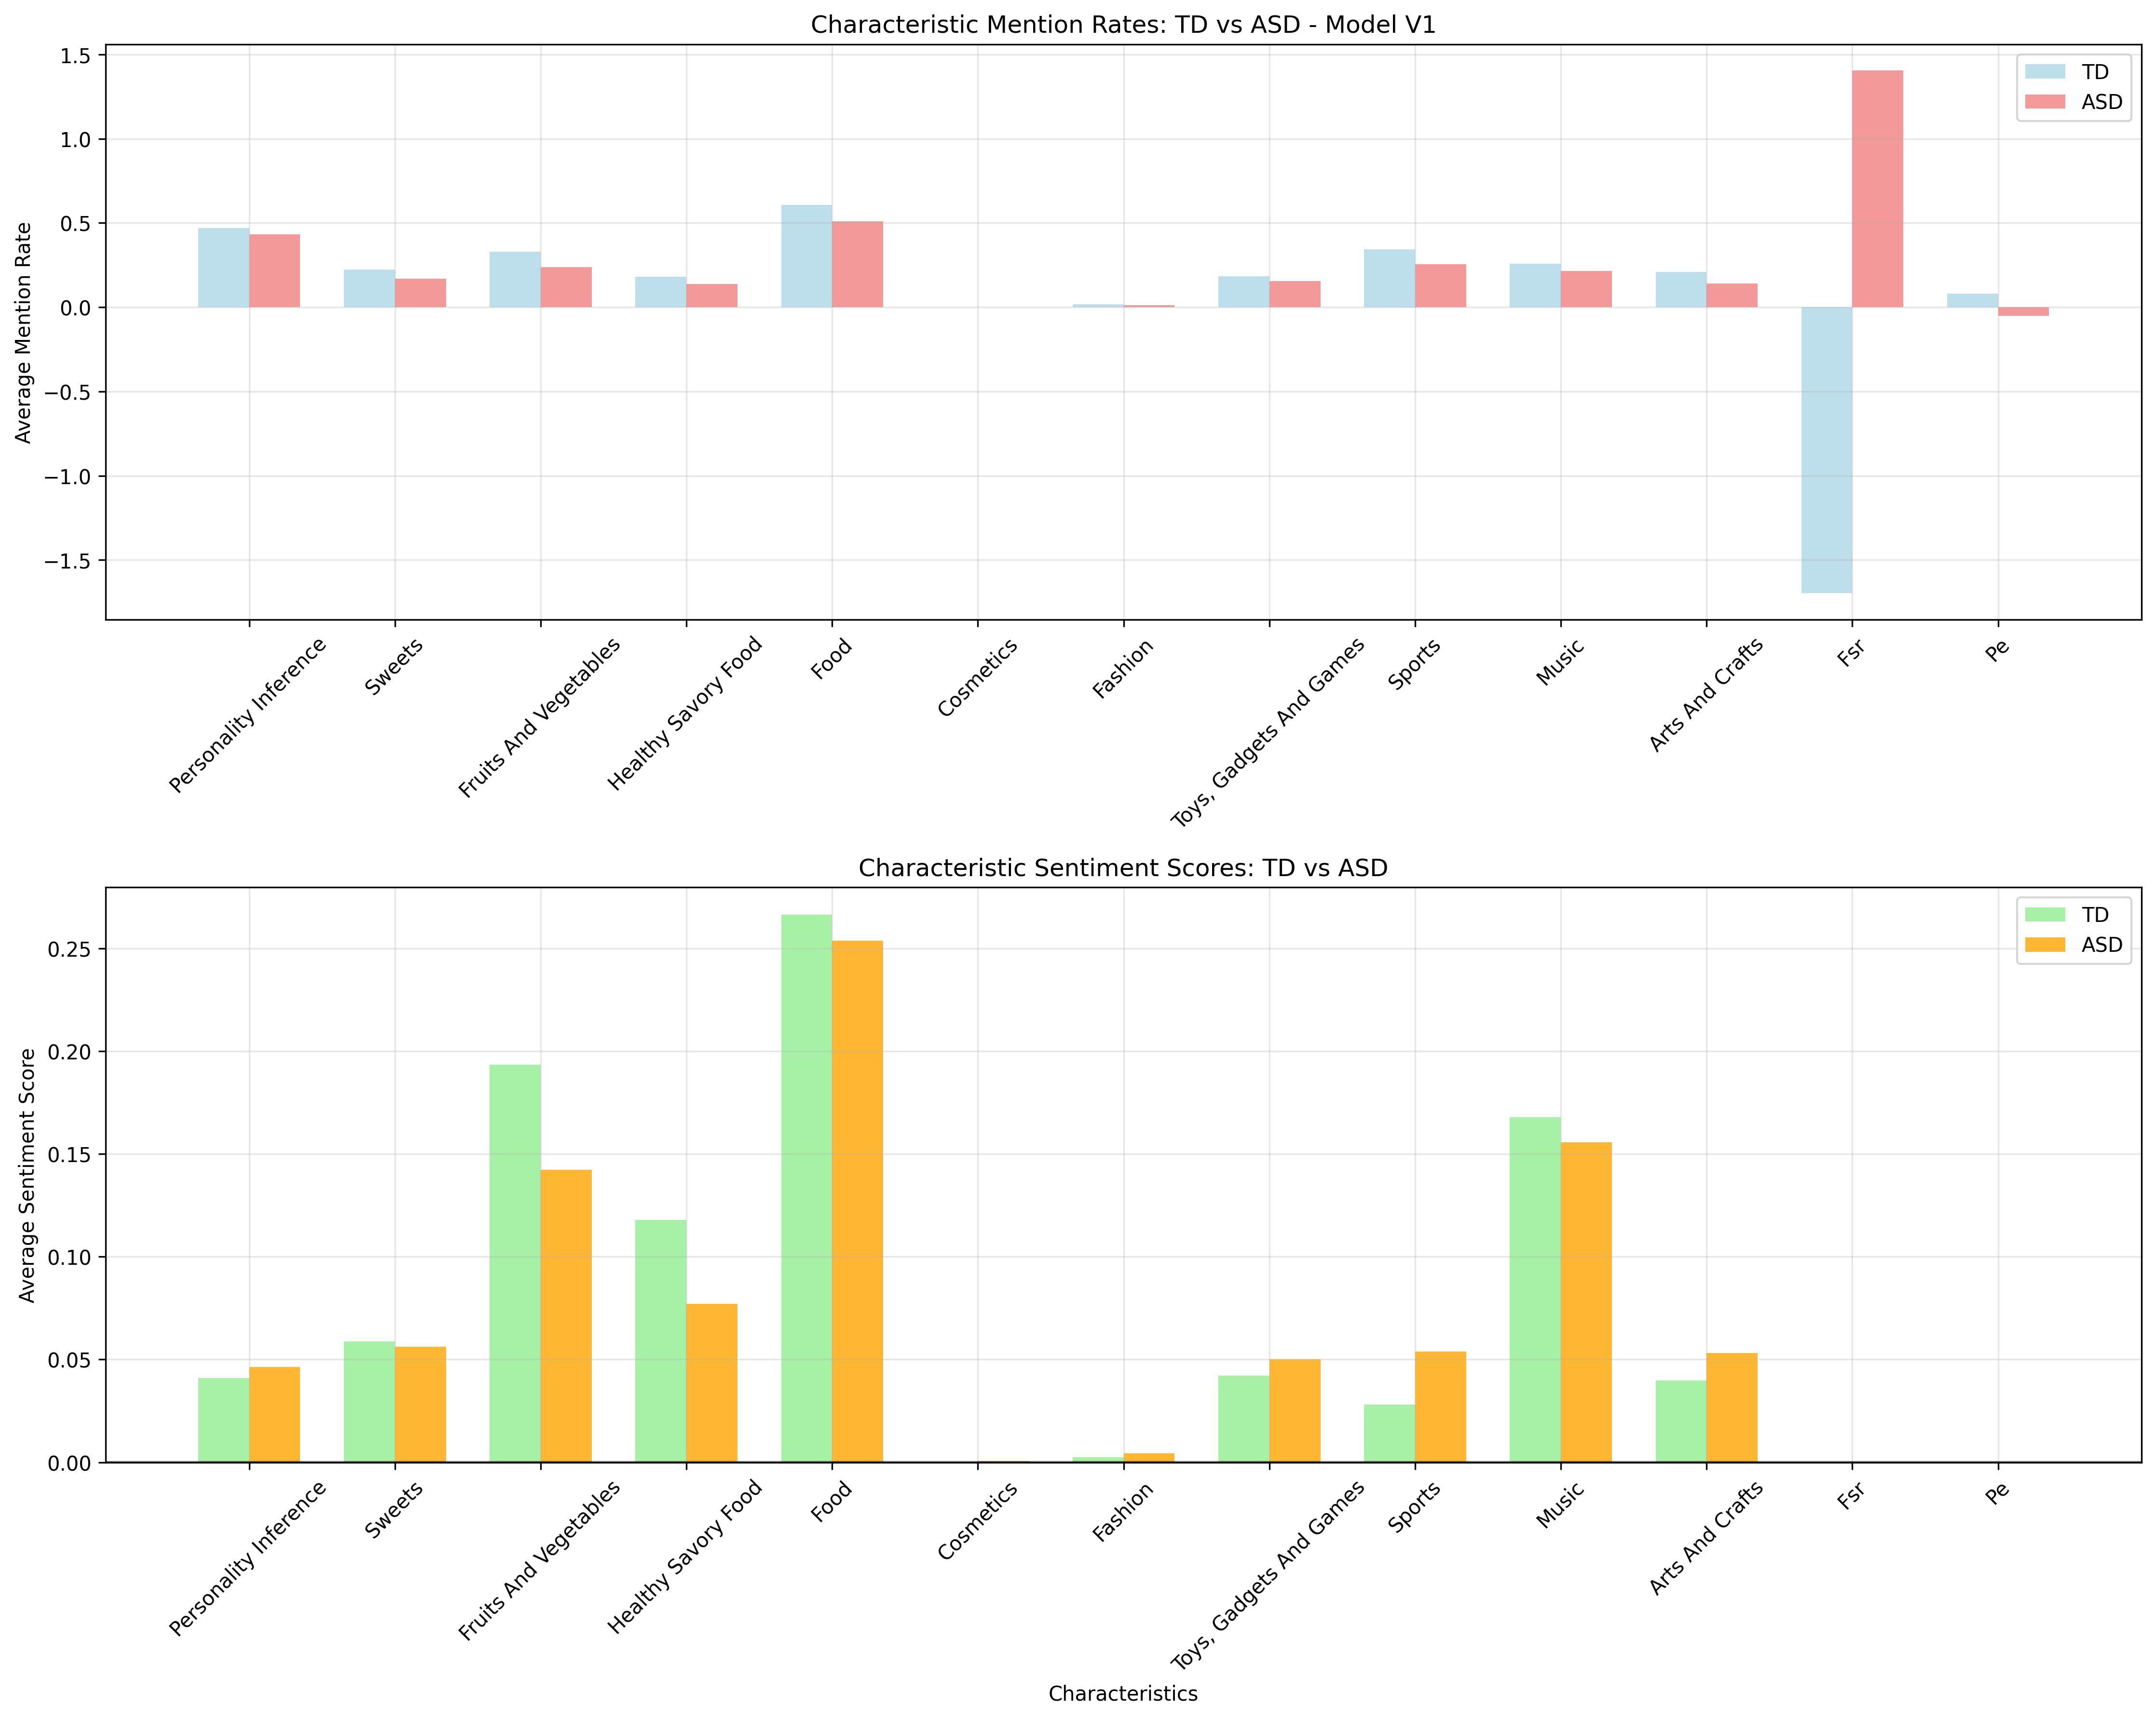 Characteristic Mention Rates: TD vs ASD - Model V1
Average Mention Rate
1.5
1.0
0.5
0.0
−0.5
−1.0
−1.5
TD
ASD
Personality Inference
Sweets
Fruits And Vegetables
Healthy Savory Food
Food
Cosmetics
Fashion
Toys, Gadgets And Games
Sports
Music
Arts And Crafts
Fsr
Pe
Characteristic Sentiment Scores: TD vs ASD
Average Sentiment Score
0.25
0.20
0.15
0.10
0.05
0.00
TD
ASD
Personality Inference
Sweets
Fruits And Vegetables
Healthy Savory Food
Food
Cosmetics
Fashion
Toys, Gadgets And Games
Sports
Music
Arts And Crafts
Fsr
Pe
Characteristics